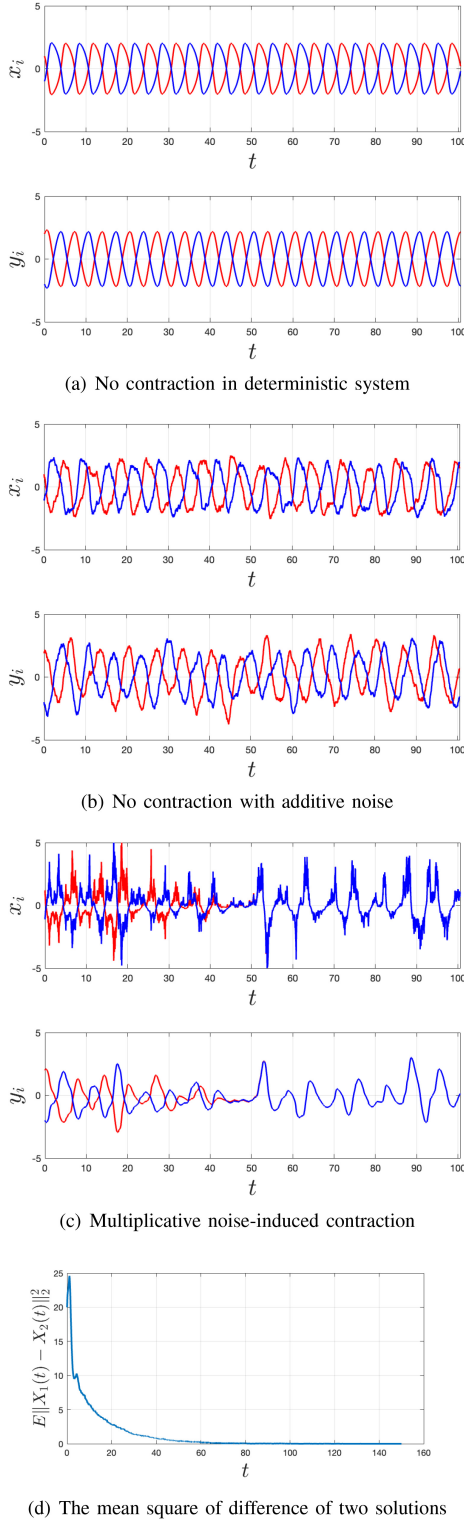 5
x_i
0
-5
0 10 20 30 40 50 60 70 80 90 100
t
5
y_i
0
-5
0 10 20 30 40 50 60 70 80 90 100
t
(a) No contraction in deterministic system
5
x_i
0
-5
0 10 20 30 40 50 60 70 80 90 100
t
5
y_i
0
-5
0 10 20 30 40 50 60 70 80 90 100
t
(b) No contraction with additive noise
5
x_i
0
-5
0 10 20 30 40 50 60 70 80 90 100
t
5
y_i
0
-5
0 10 20 30 40 50 60 70 80 90 100
t
(c) Multiplicative noise-induced contraction
25
20
15
10
5
0
E∥X₁(t) − X₂(t)∥₂²
0 20 40 60 80 100 120 140 160
t
(d) The mean square of difference of two solutions